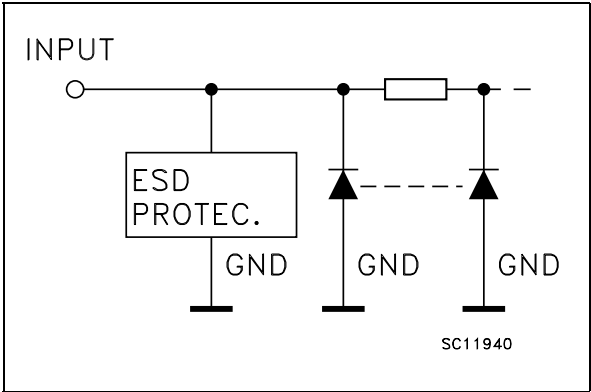 INPUT
ESD
PROTEC.
GND
GND
GND
SC11940